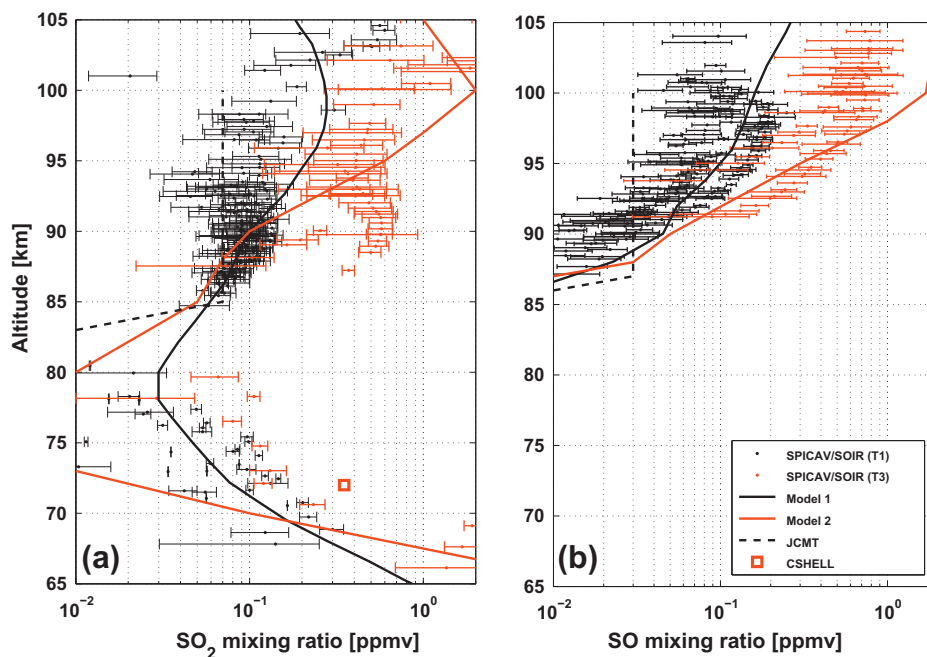 105
100
95
90
85
80
75
70
65
Altitude [km]
(a)
10⁻²
10⁻¹
10⁰
SO₂ mixing ratio [ppmv]
105
100
95
90
85
80
75
70
65
(b)
SPICAV/SOIR (T1)
SPICAV/SOIR (T3)
Model 1
Model 2
JCMT
CSHELL
10⁻²
10⁻¹
10⁰
SO mixing ratio [ppmv]